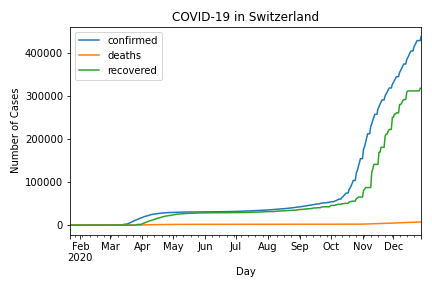 COVID-19 in Switzerland
confirmed
deaths
recovered
Number of Cases
400000
300000
200000
100000
0
Feb Mar Apr May Jun Jul Aug Sep Oct Nov Dec
2020
Day